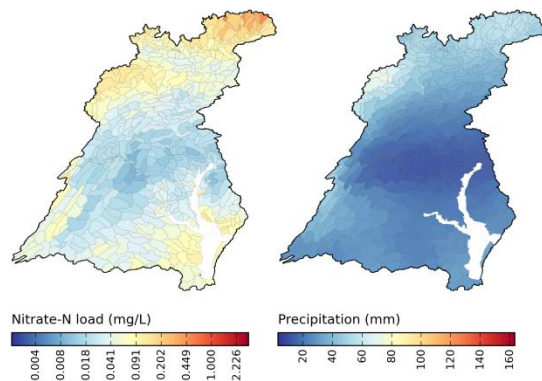 Nitrate-N load (mg/L)
0.004 0.008 0.018 0.041 0.091 0.202 0.449 1.000 2.226
Precipitation (mm)
20 40 60 80 100 120 140 160